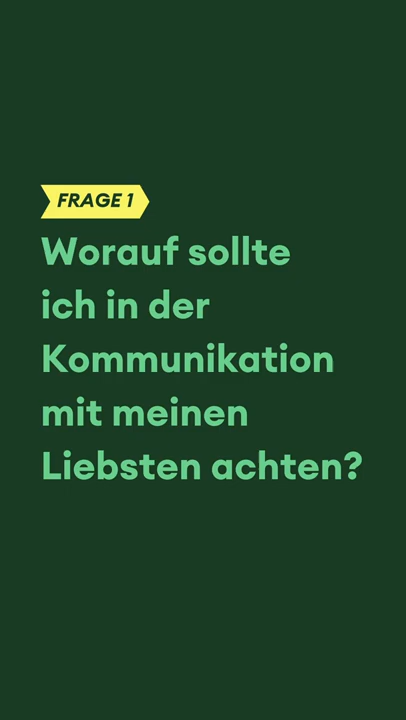 FRAGE 1
Worauf sollte
ich in der
Kommunikation
mit meinen
Liebsten achten?